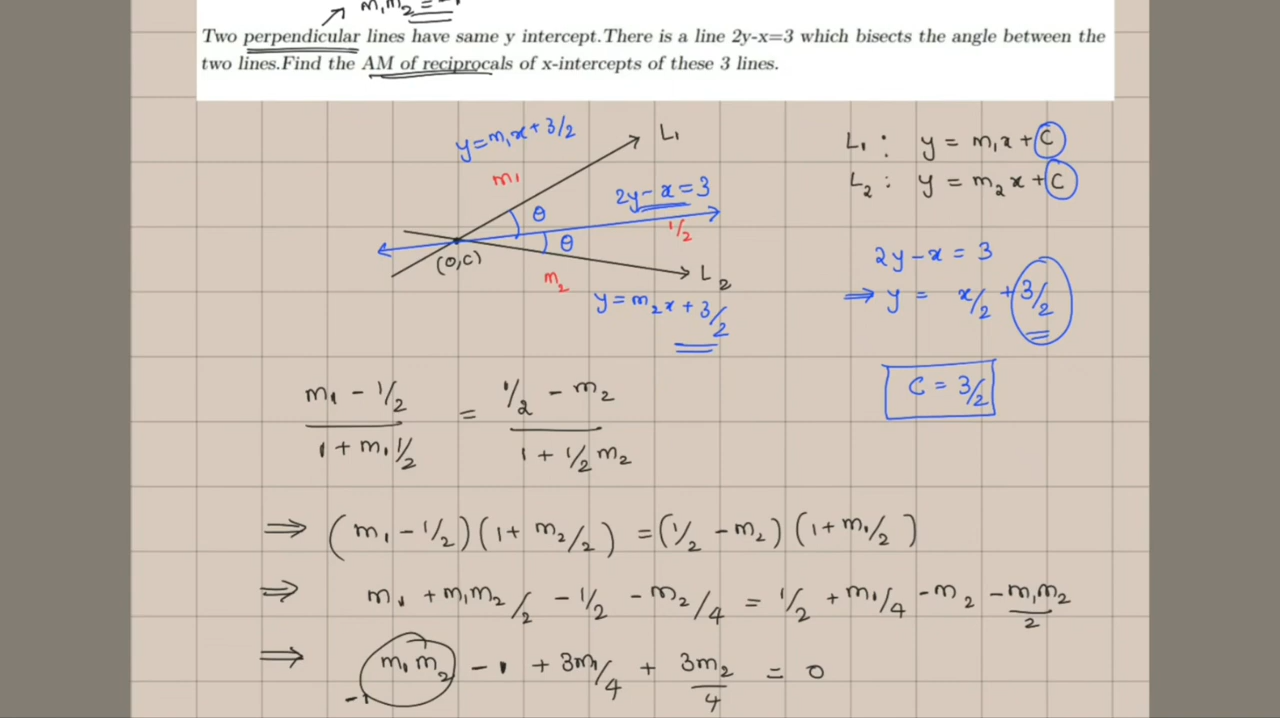 m₁m₂ = -1
Two perpendicular lines have same y intercept.There is a line 2y-x=3 which bisects the angle between the
two lines.Find the AM of reciprocals of x-intercepts of these 3 lines.
y = m₁x + 3/2
L₁
m₁
2y - x = 3
θ
1/2
θ
(0,c)
m₂
L₂
y = m₂x + 3/2
L₁ : y = m₁x + C
L₂ : y = m₂x + C
2y - x = 3
⇒ y = x/2 + 3/2
C = 3/2
(m₁ - 1/2)/(1 + m₁ 1/2) = (1/2 - m₂)/(1 + 1/2 m₂)
⇒ (m₁ - 1/2)(1 + m₂/2) = (1/2 - m₂)(1 + m₁/2)
⇒ m₁ + m₁m₂/2 - 1/2 - m₂/4 = 1/2 + m₁/4 - m₂ - m₁m₂/2
⇒ m₁m₂ - 1 + 3m₁/4 + 3m₂/4 = 0
-1